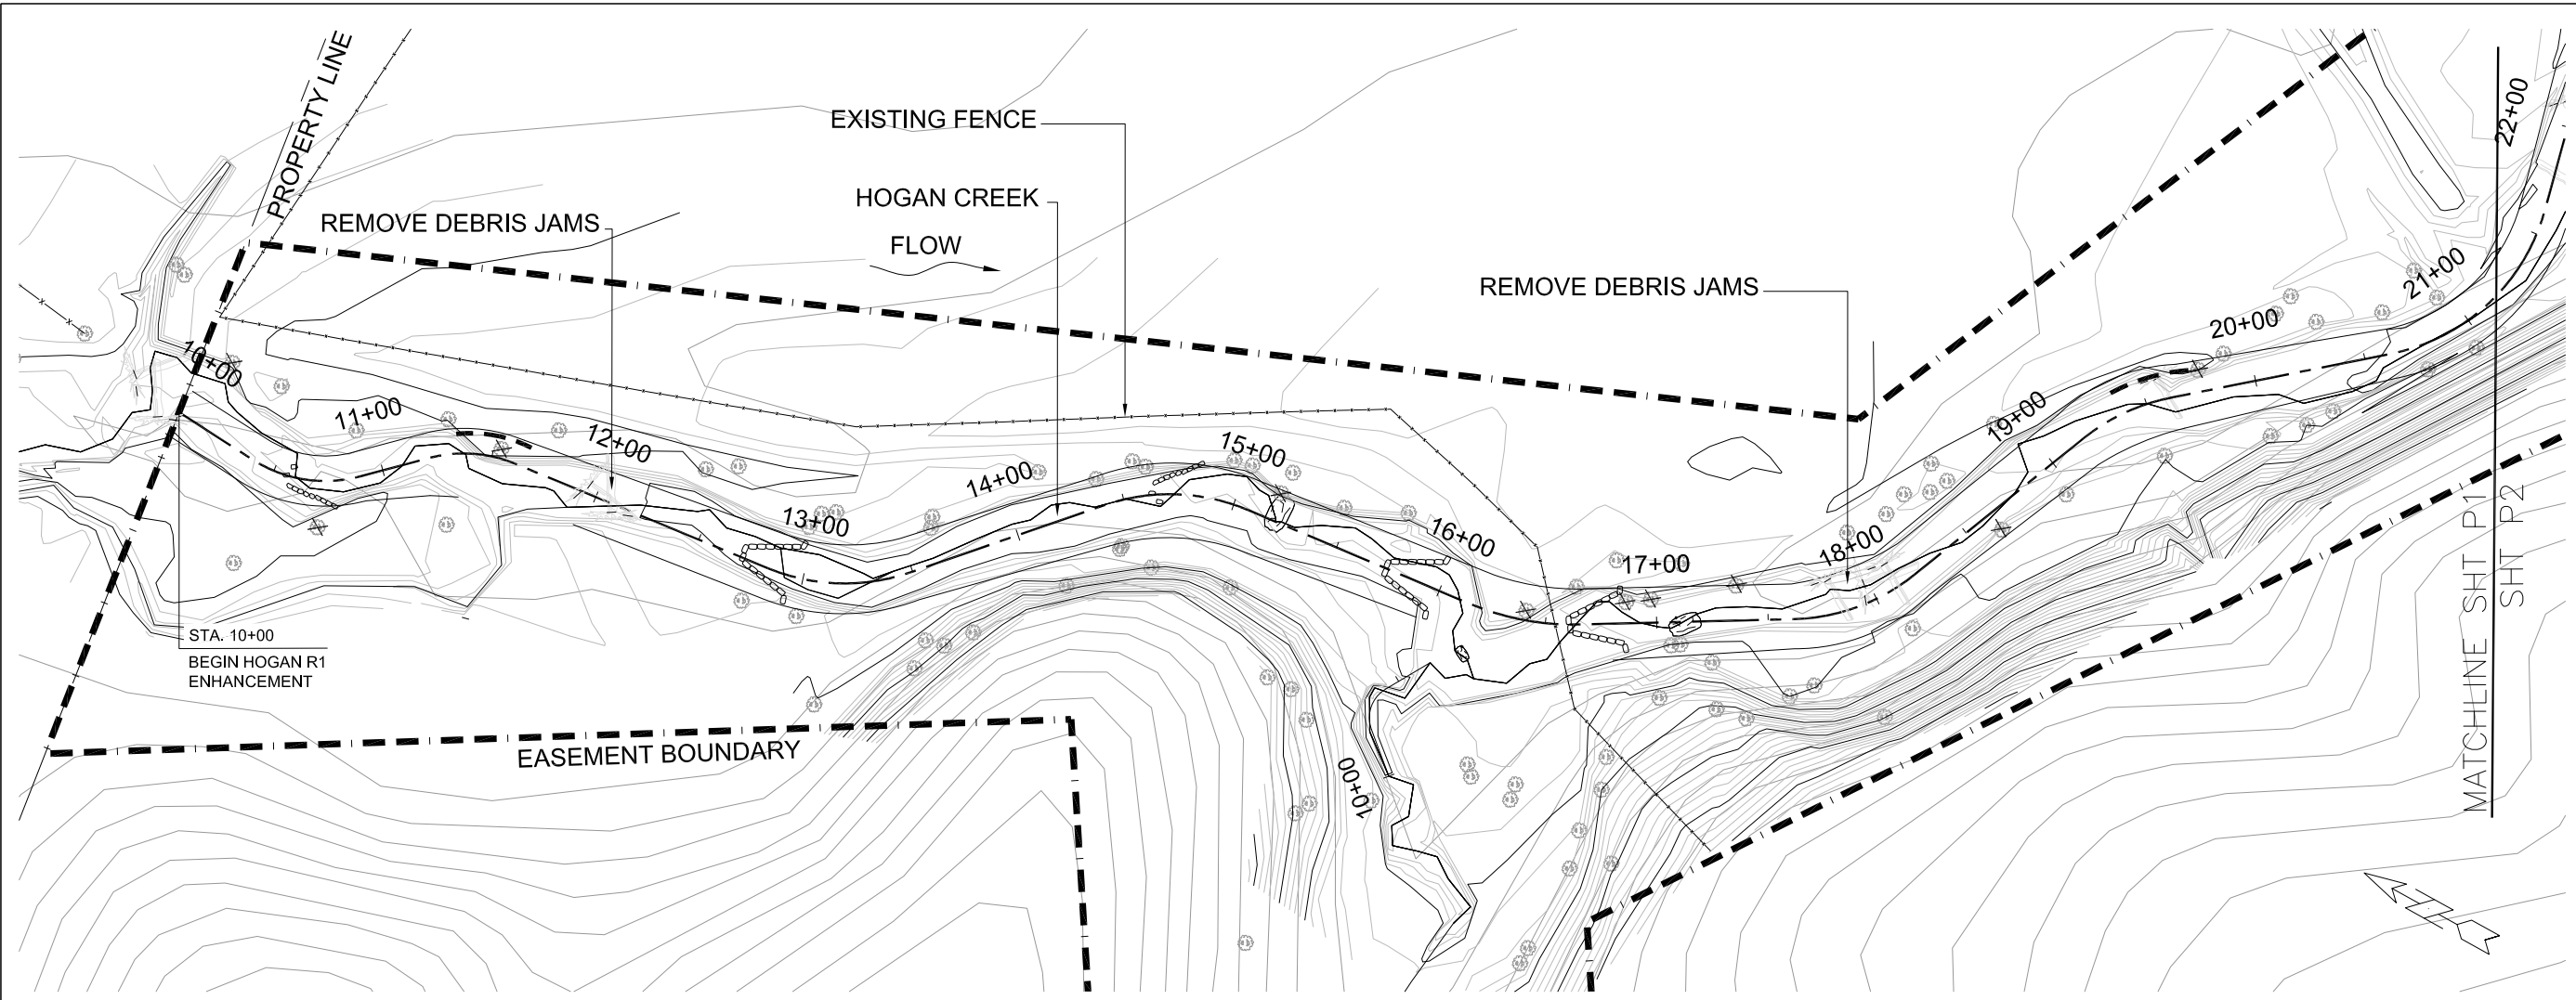 PROPERTY LINE
EXISTING FENCE
HOGAN CREEK
REMOVE DEBRIS JAMS
FLOW
REMOVE DEBRIS JAMS
10+00
11+00
12+00
13+00
14+00
15+00
16+00
17+00
18+00
19+00
20+00
21+00
22+00
STA. 10+00
BEGIN HOGAN R1
ENHANCEMENT
EASEMENT BOUNDARY
10+00
MATCHLINE SHT P1
SHT P2